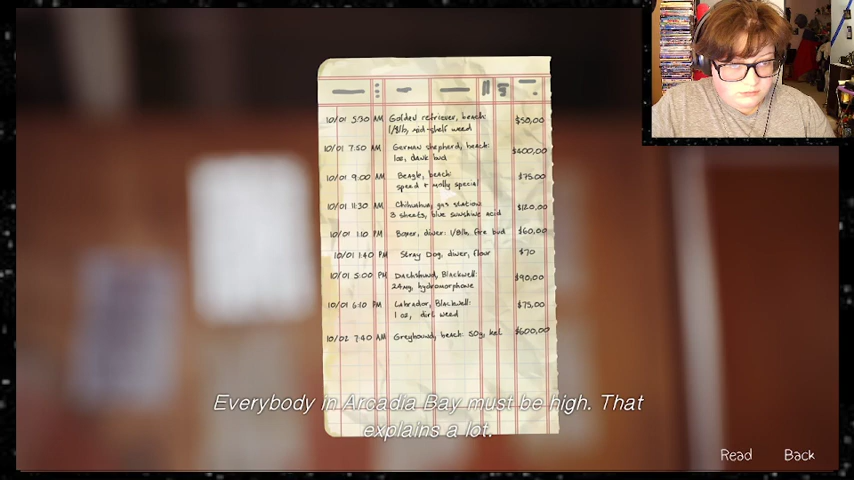 10/01 5:30 AM Golden retriever, beach: $50,00
1/8lb, mid-shelf weed
10/01 7:50 AM German shepherd, beach: $400,00
1oz, dank bud
10/01 9:00 AM Beagle, beach: $75,00
speed + molly special
10/01 11:30 AM Chihuahua, gas station $120,00
3 sheets, blue sunshine acid
10/01 1:10 PM Boxer, diner: 1/8lb, fire bud $60,00
10/01 1:40 PM Stray Dog, diner, floor $70
10/01 5:00 PM Dachshund, Blackwell: $90,00
24mg, hydromorphone
10/01 6:10 PM Labrador, Blackwell: $75,00
1 oz, dirt weed
10/02 7:40 AM Greyhound, beach: 50g, ket $600,00
Everybody in Arcadia Bay must be high. That
explains a lot.
Read Back